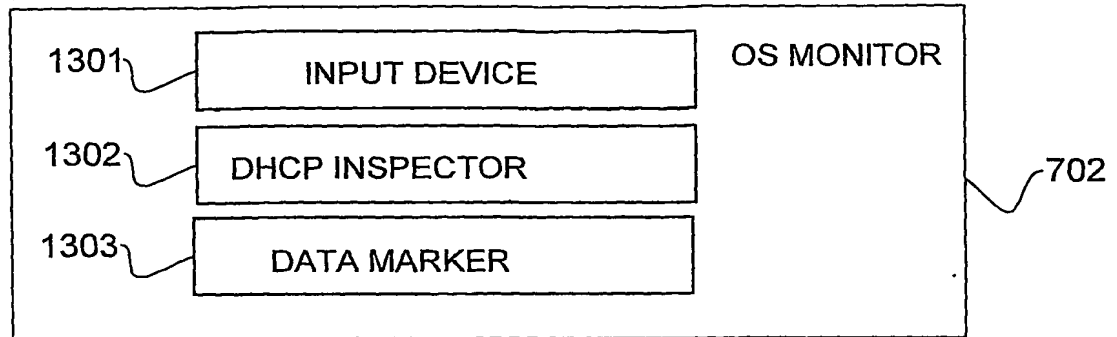 1301
INPUT DEVICE
OS MONITOR
1302
DHCP INSPECTOR
702
1303
DATA MARKER